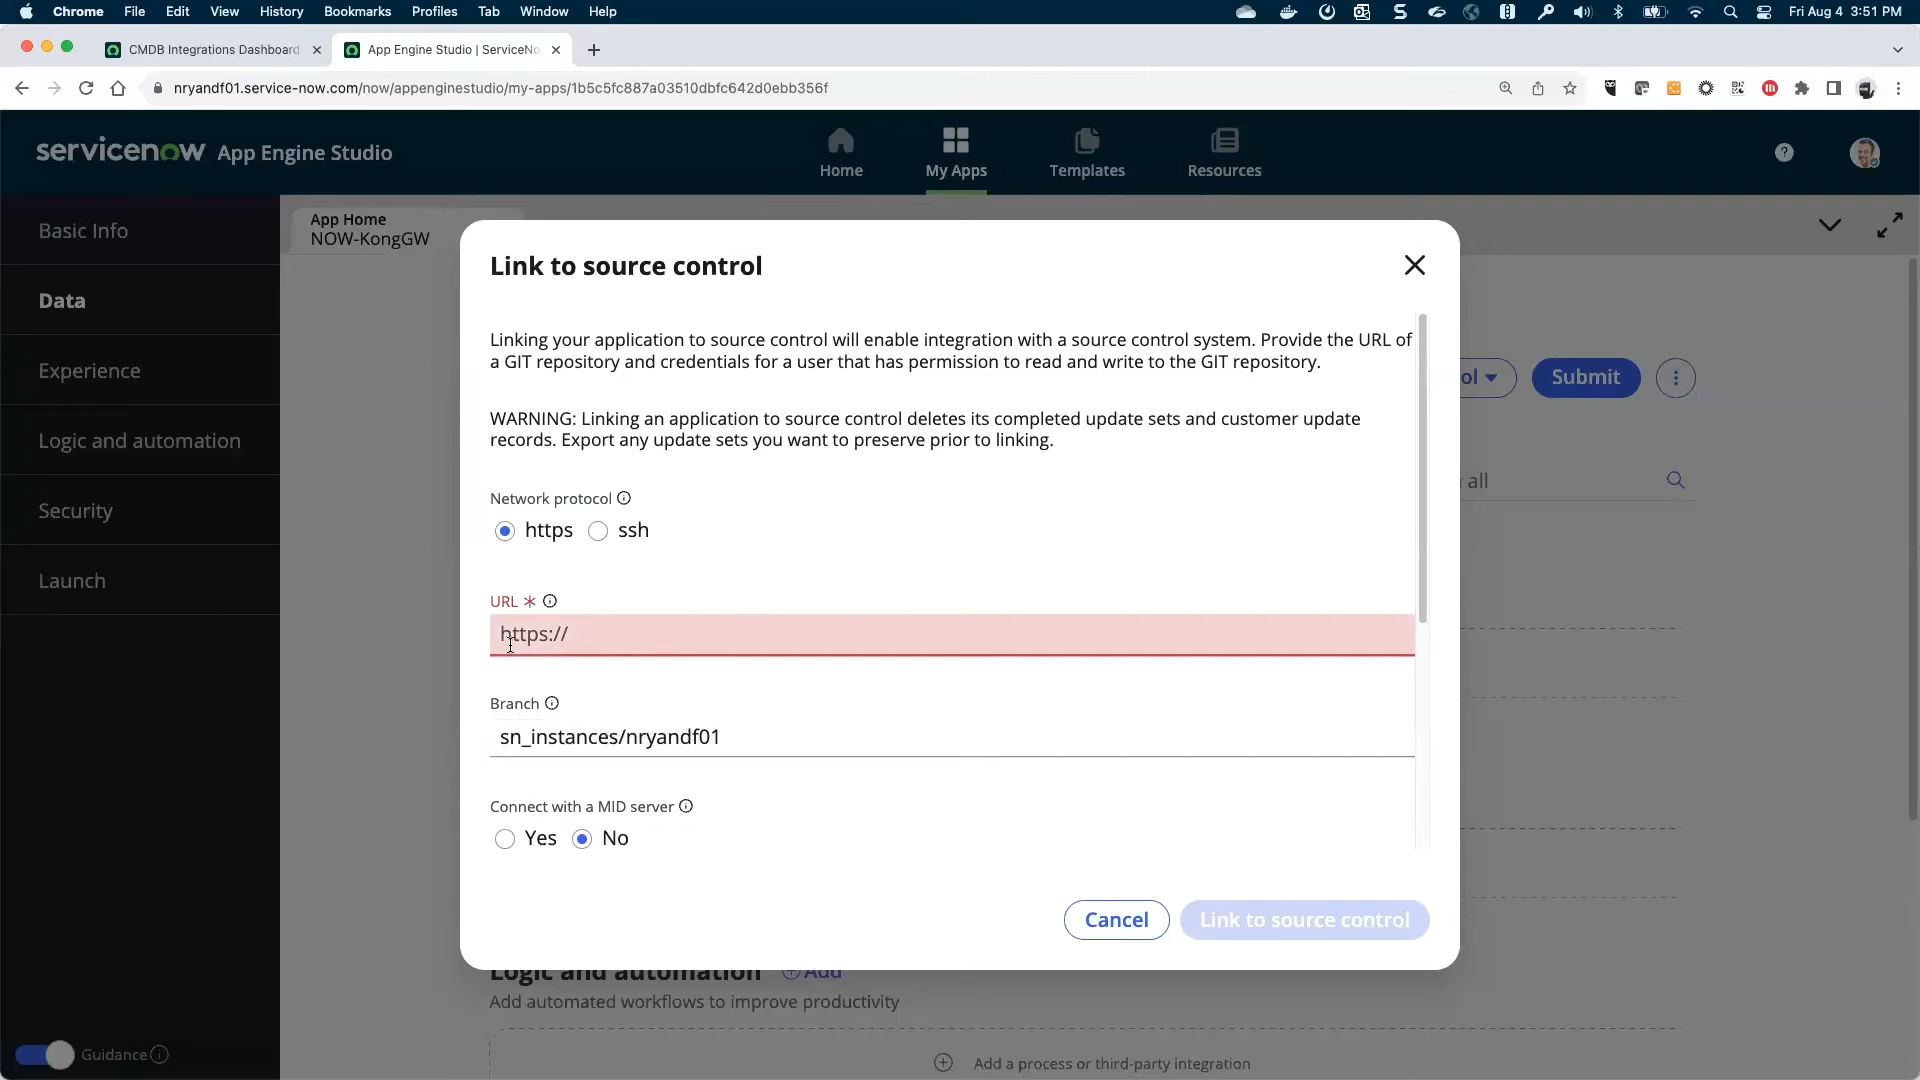 Chrome File Edit View History Bookmarks Profiles Tab Window Help Fri Aug 4 3:51 PM
CMDB Integrations Dashboard App Engine Studio | ServiceNo
nryandf01.service-now.com/now/appenginestudio/my-apps/1b5c5fc887a03510dbfc642d0ebb356f
servicenow App Engine Studio
Home My Apps Templates Resources
Basic Info
Data
Experience
Logic and automation
Security
Launch
Guidance
App Home
NOW-KongGW
Link to source control
Linking your application to source control will enable integration with a source control system. Provide the URL of
a GIT repository and credentials for a user that has permission to read and write to the GIT repository.
WARNING: Linking an application to source control deletes its completed update sets and customer update
records. Export any update sets you want to preserve prior to linking.
Network protocol
https ssh
URL *
https://
Branch
sn_instances/nryandf01
Connect with a MID server
Yes No
Cancel Link to source control
ol Submit
all
Logic and automation Add
Add automated workflows to improve productivity
Add a process or third-party integration